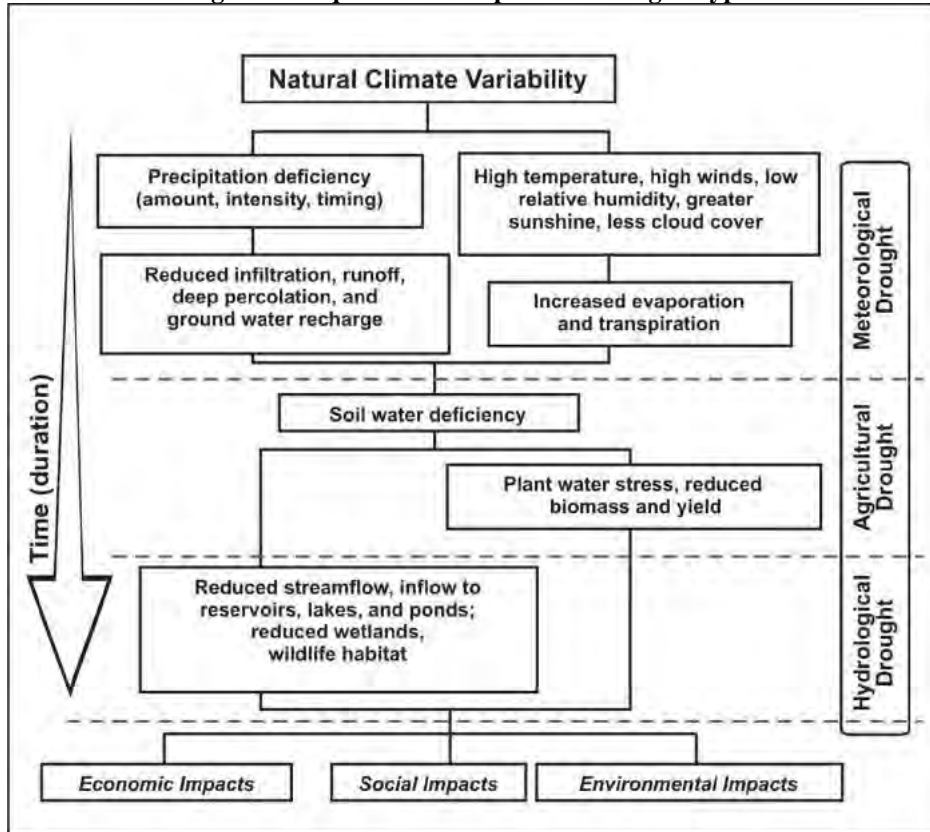 Natural Climate Variability
Precipitation deficiency
(amount, intensity, timing)
High temperature, high winds, low
relative humidity, greater
sunshine, less cloud cover
Reduced infiltration, runoff,
deep percolation, and
ground water recharge
Increased evaporation
and transpiration
Meteorological
Drought
Time (duration)
Soil water deficiency
Plant water stress, reduced
biomass and yield
Agricultural
Drought
Reduced streamflow, inflow to
reservoirs, lakes, and ponds;
reduced wetlands,
wildlife habitat
Hydrological
Drought
Economic Impacts
Social Impacts
Environmental Impacts